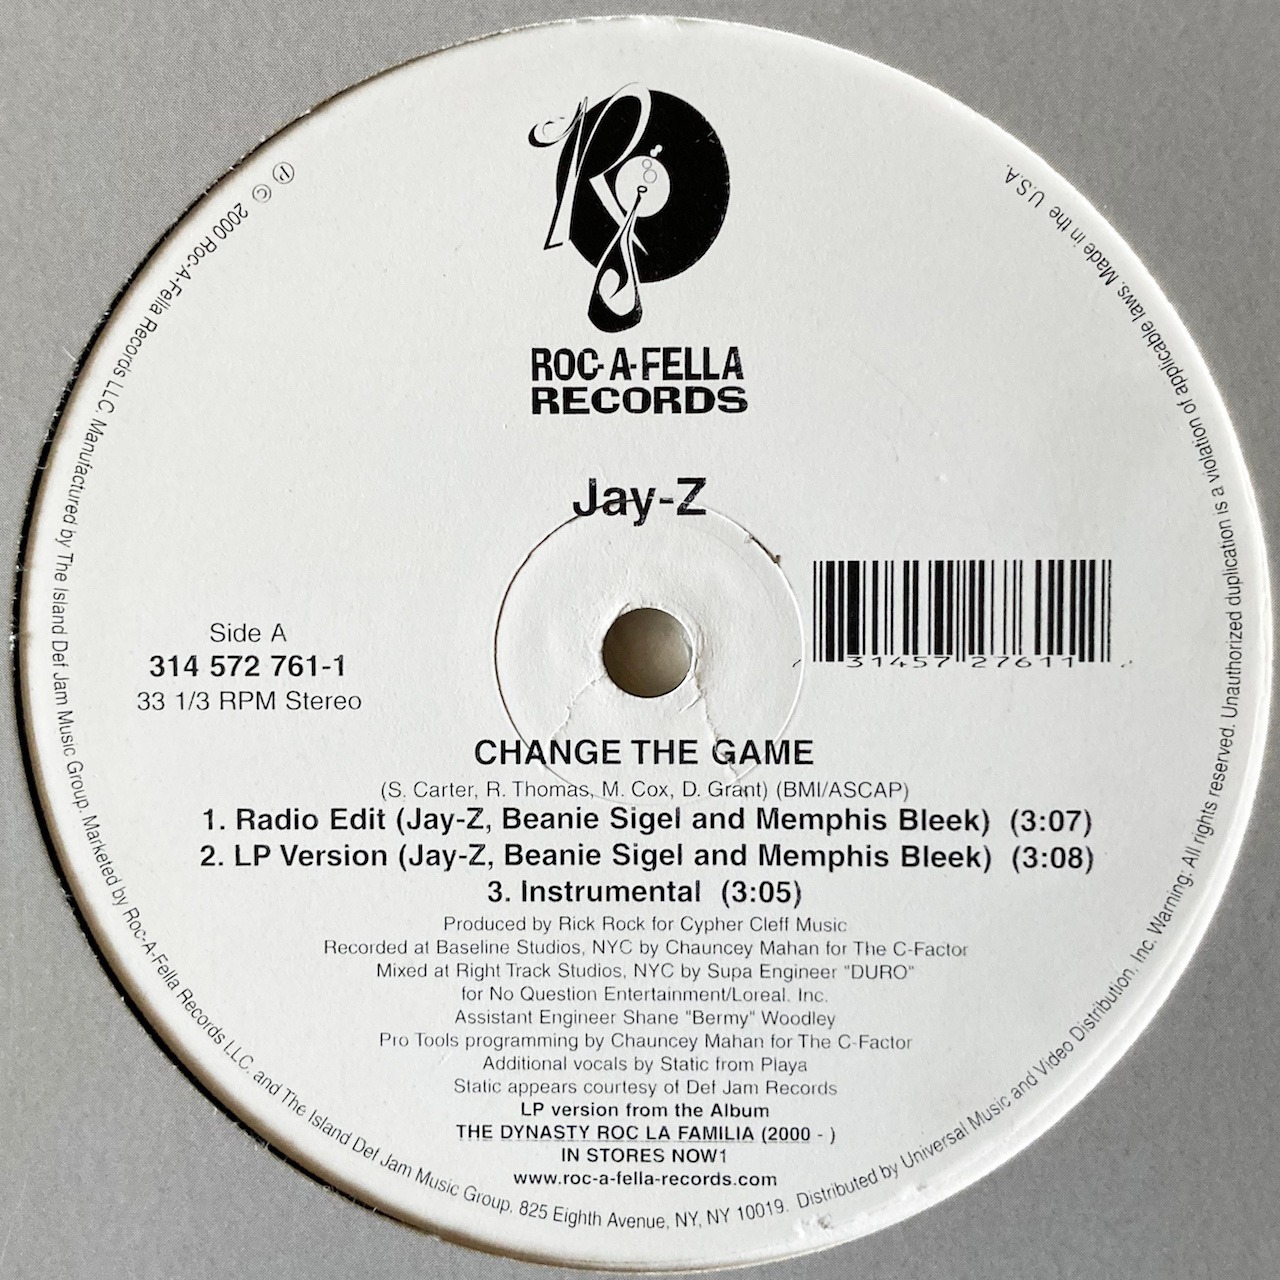 ROC-A-FELLA
RECORDS
Jay-Z
Side A
314 572 761-1
33 1/3 RPM Stereo
31457 27611
CHANGE THE GAME
(S. Carter, R. Thomas, M. Cox, D. Grant) (BMI/ASCAP)
1. Radio Edit (Jay-Z, Beanie Sigel and Memphis Bleek) (3:07)
2. LP Version (Jay-Z, Beanie Sigel and Memphis Bleek) (3:08)
3. Instrumental (3:05)
Produced by Rick Rock for Cypher Cleff Music
Recorded at Baseline Studios, NYC by Chauncey Mahan for The C-Factor
Mixed at Right Track Studios, NYC by Supa Engineer "DURO"
for No Question Entertainment/Loreal, Inc.
Assistant Engineer Shane "Bermy" Woodley
Pro Tools programming by Chauncey Mahan for The C-Factor
Additional vocals by Static from Playa
Static appears courtesy of Def Jam Records
LP version from the Album
THE DYNASTY ROC LA FAMILIA (2000 - )
IN STORES NOW1
www.roc-a-fella-records.com
℗ © 2000 Roc-A-Fella Records LLC. Manufactured by The Island Def Jam Music Group. Marketed by Roc-A-Fella Records LLC. and The Island Def Jam Music Group, 825 Eighth Avenue, NY, NY 10019. Distributed by Universal Music and Video Distribution, Inc. Warning: All rights reserved. Unauthorized duplication is a violation of applicable laws. Made in the U.S.A.